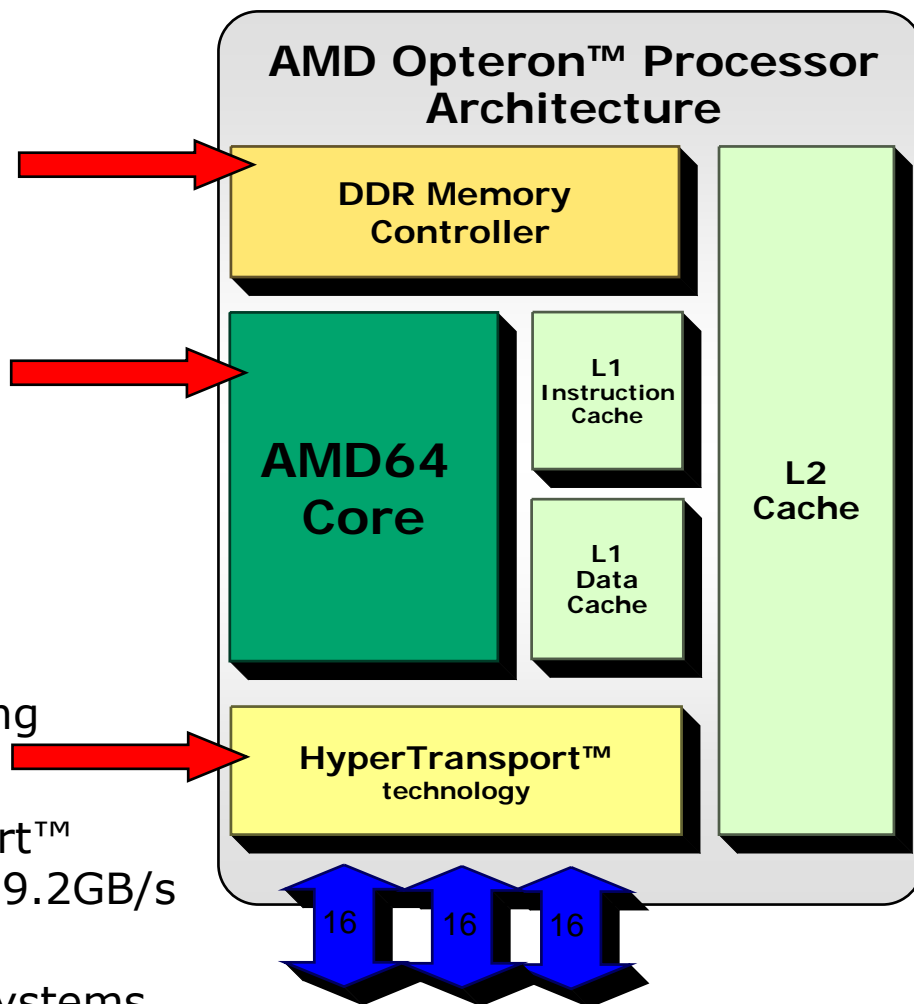 AMD Opteron™ Processor
Architecture
DDR Memory
Controller
AMD64
Core
L1
Instruction
Cache
L1
Data
Cache
L2
Cache
HyperTransport™
technology
ng
rt™
9.2GB/s
ystems
16 16 16